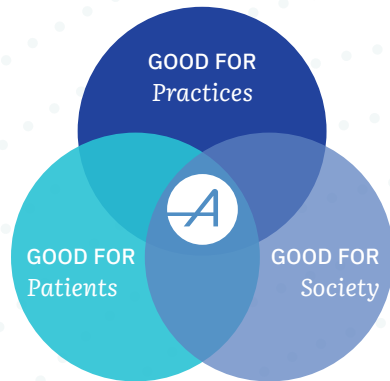 GOOD FOR
Practices
A
GOOD FOR
Patients
GOOD FOR
Society